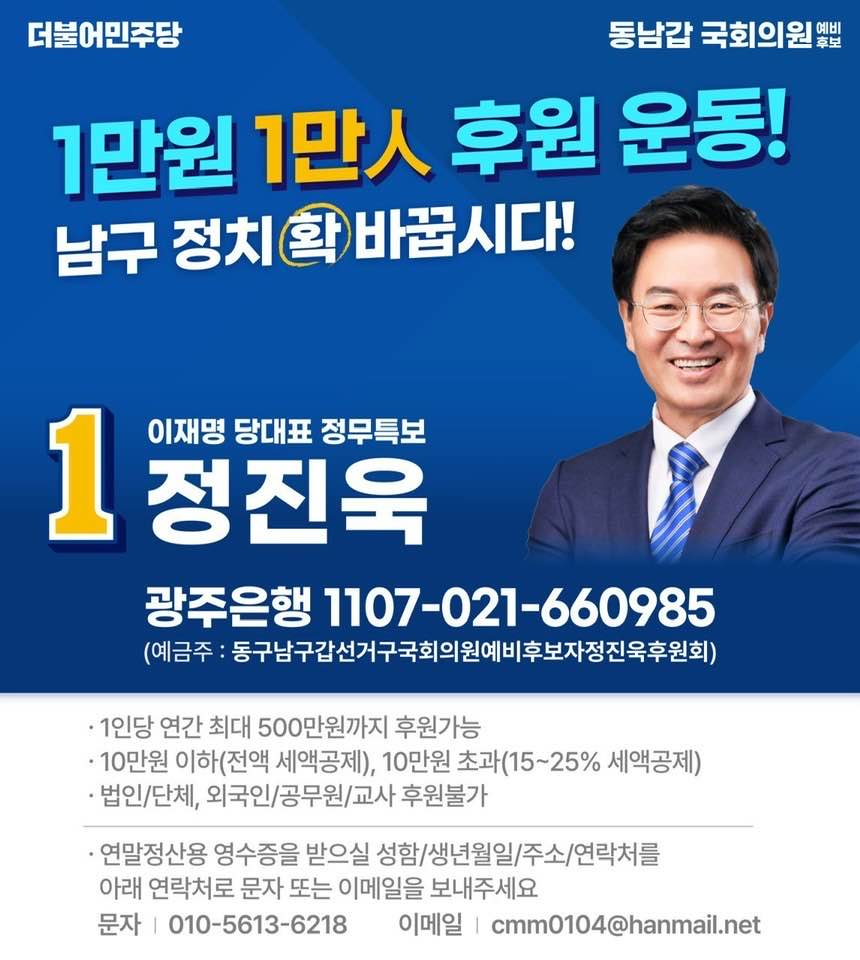 더불어민주당
동남갑 국회의원 예비후보
1만원 1만人 후원 운동!
남구 정치 확 바꿉시다!
1
이재명 당대표 정무특보
정진욱
광주은행 1107-021-660985
(예금주 : 동구남구갑선거구국회의원예비후보자정진욱후원회)
· 1인당 연간 최대 500만원까지 후원가능
· 10만원 이하(전액 세액공제), 10만원 초과(15~25% 세액공제)
· 법인/단체, 외국인/공무원/교사 후원불가
· 연말정산용 영수증을 받으실 성함/생년월일/주소/연락처를
아래 연락처로 문자 또는 이메일을 보내주세요
문자 | 010-5613-6218 이메일 | cmm0104@hanmail.net